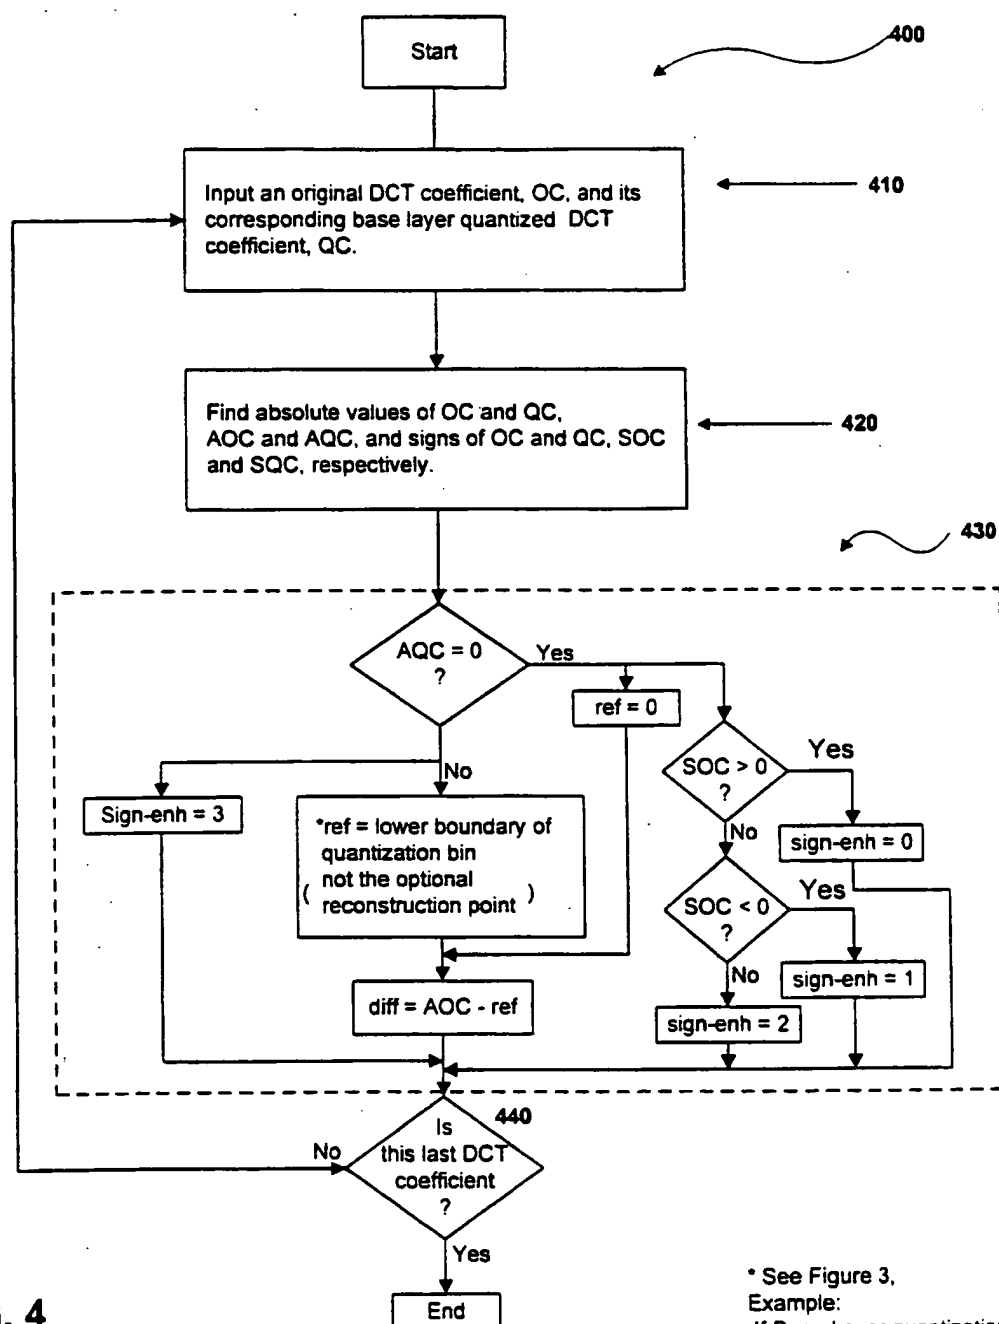 Start
400
Input an original DCT coefficient, OC, and its
corresponding base layer quantized DCT
coefficient, QC.
410
Find absolute values of OC and QC,
AOC and AQC, and signs of OC and QC, SOC
and SQC, respectively.
420
430
AQC = 0
?
Yes
ref = 0
No
Sign-enh = 3
*ref = lower boundary of
quantization bin
( not the optional
reconstruction point )
SOC > 0
?
Yes
sign-enh = 0
No
SOC < 0
?
Yes
sign-enh = 1
No
sign-enh = 2
diff = AOC - ref
440
Is
this last DCT
coefficient
?
No
Yes
End
4
* See Figure 3,
Example: